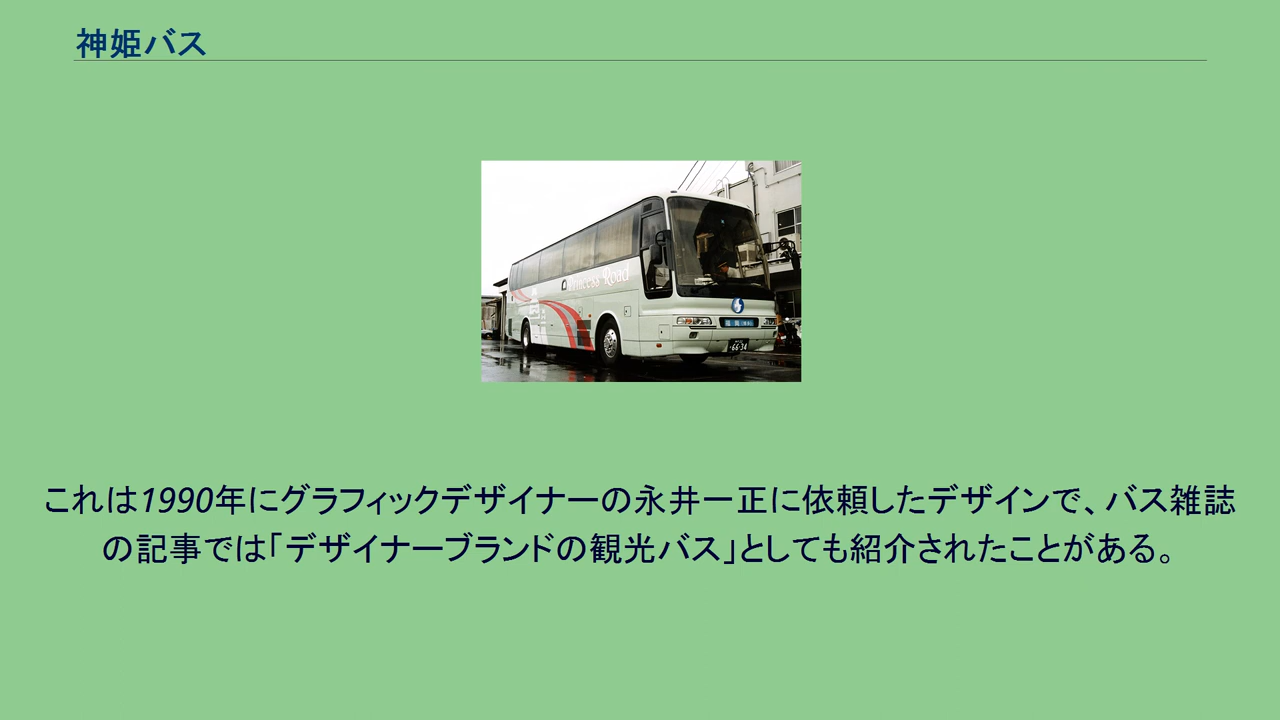 神姫バス
Princess Road
66-34
これは1990年にグラフィックデザイナーの永井一正に依頼したデザインで、バス雑誌
の記事では「デザイナーブランドの観光バス」としても紹介されたことがある。